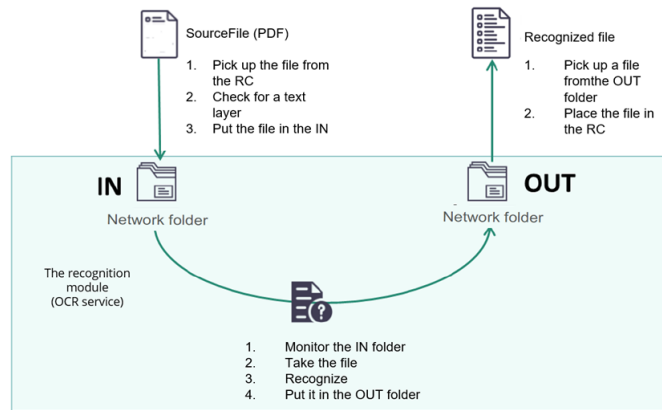 SourceFile (PDF)
1. Pick up the file from
the RC
2. Check for a text
layer
3. Put the file in the IN
Recognized file
1. Pick up a file
fromthe OUT
folder
2. Place the file in
the RC
IN
Network folder
OUT
Network folder
The recognition
module
(OCR service)
1. Monitor the IN folder
2. Take the file
3. Recognize
4. Put it in the OUT folder